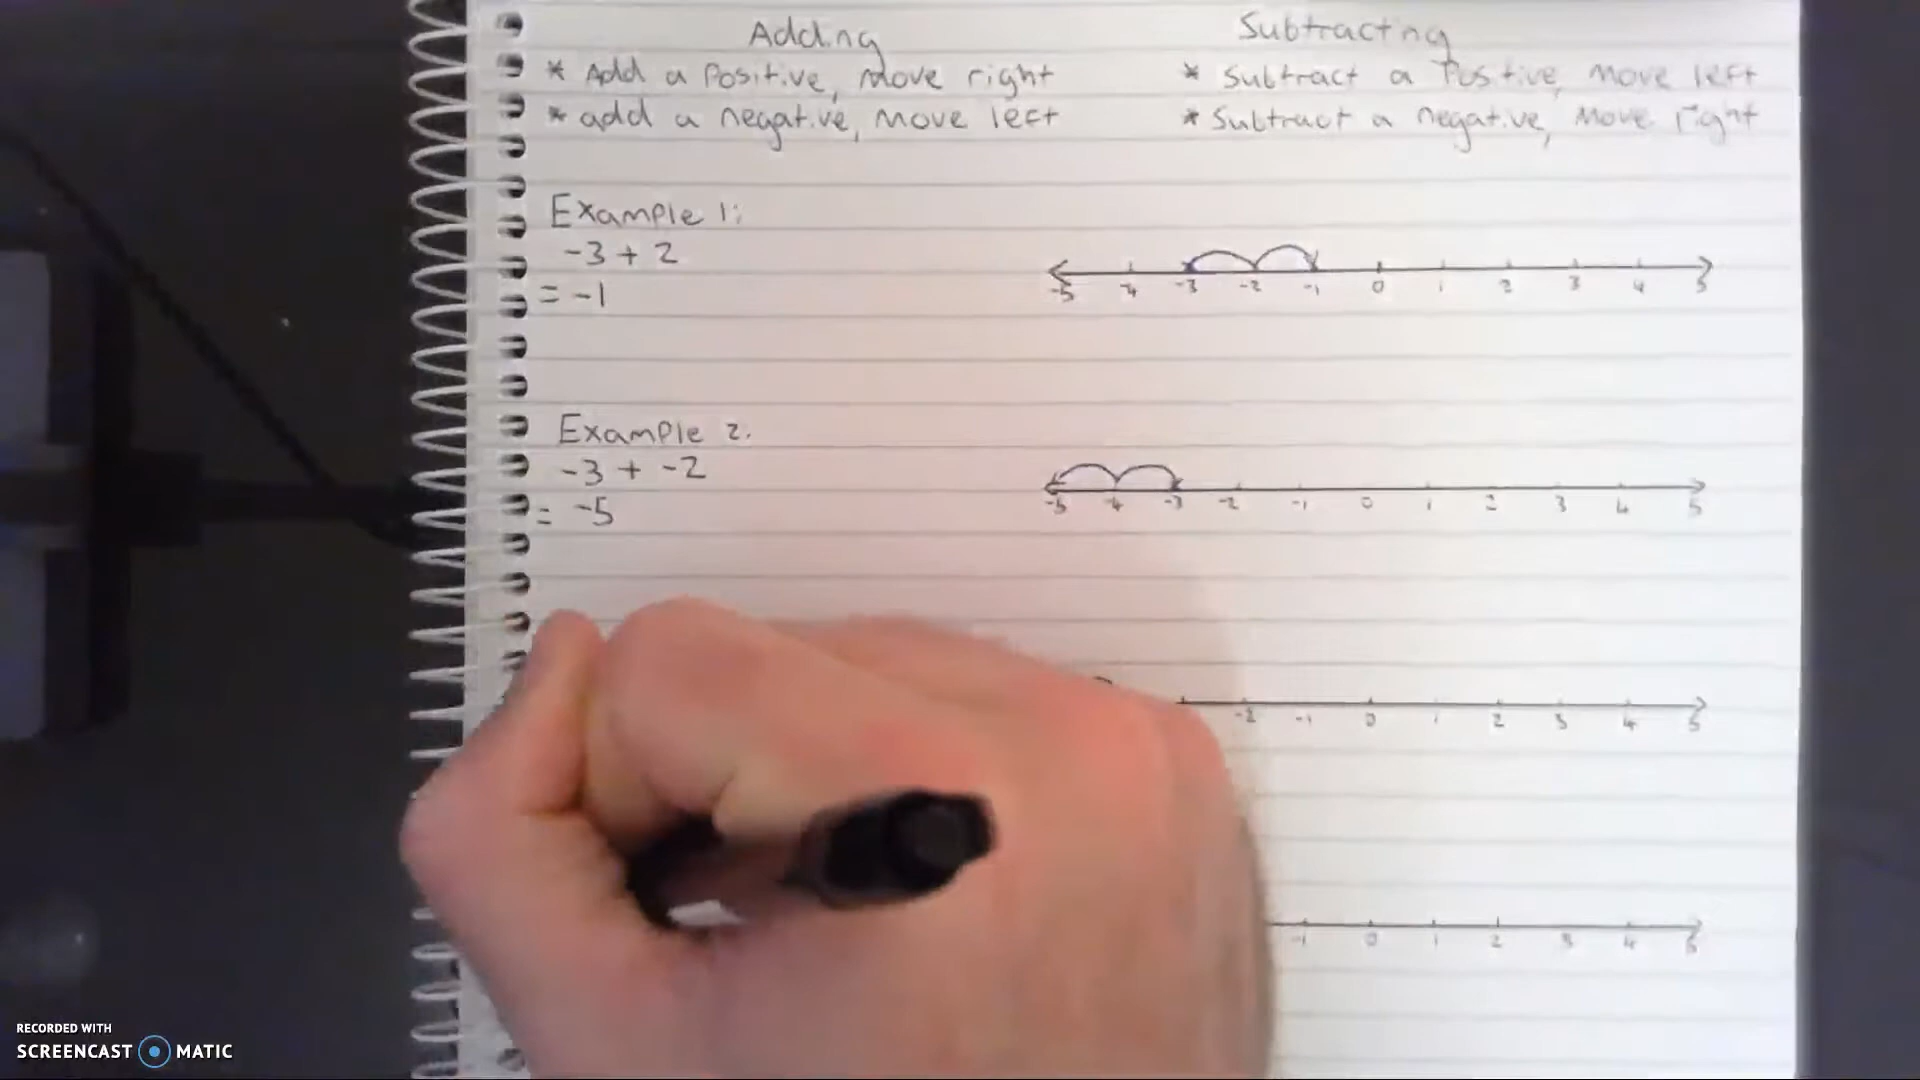 Adding
* Add a Positive, move right
* add a negative, move left
Subtracting
* Subtract a Postive, move left
* Subtract a negative, move right
Example 1:
-3 + 2
= -1
-5 -4 -3 -2 -1 0 1 2 3 4 5
Example 2.
-3 + -2
= -5
-5 -4 -3 -2 -1 0 1 2 3 4 5
-2 -1 0 1 2 3 4 5
-1 0 1 2 3 4 5
RECORDED WITH
SCREENCAST MATIC